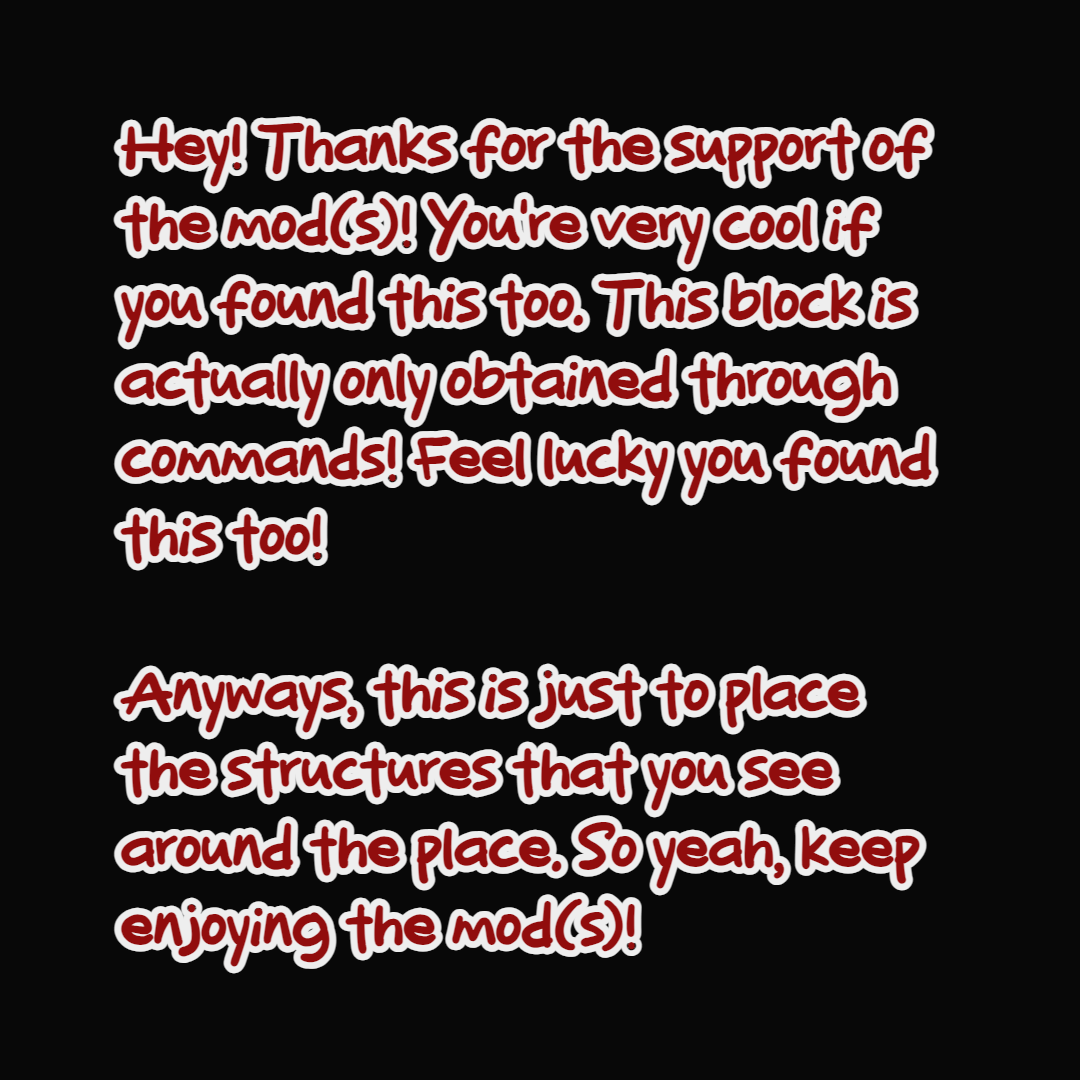 Hey! Thanks for the support of
the mod(s)! You're very cool if
you found this too. This block is
actually only obtained through
commands! Feel lucky you found
this too!
Anyways, this is just to place
the structures that you see
around the place. So yeah, keep
enjoying the mod(s)!